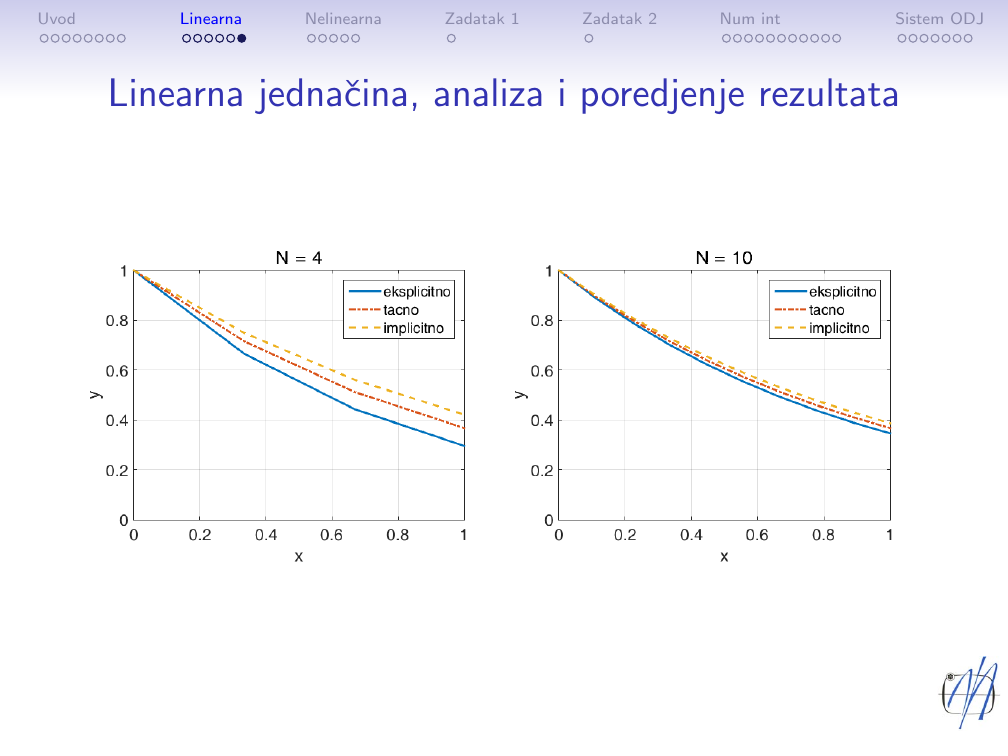 Uvod Linearna Nelinearna Zadatak 1 Zadatak 2 Num int Sistem ODJ
Linearna jednačina, analiza i poredjenje rezultata
N = 4
1
0.8
0.6
0.4
0.2
0
y
0 0.2 0.4 0.6 0.8 1
x
eksplicitno
tacno
implicitno
N = 10
1
0.8
0.6
0.4
0.2
0
y
0 0.2 0.4 0.6 0.8 1
x
eksplicitno
tacno
implicitno